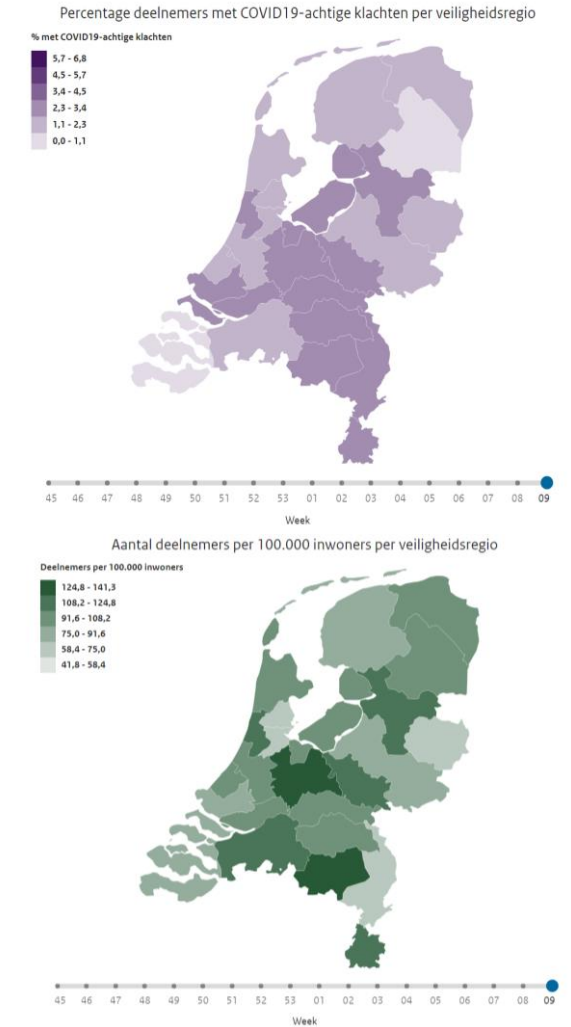 Percentage deelnemers met COVID19-achtige klachten per veiligheidsregio
% met COVID19-achtige klachten
5,7 - 6,8
4,5 - 5,7
3,4 - 4,5
2,3 - 3,4
1,1 - 2,3
0,0 - 1,1
45 46 47 48 49 50 51 52 53 01 02 03 04 05 06 07 08 09
Week
Aantal deelnemers per 100.000 inwoners per veiligheidsregio
Deelnemers per 100.000 inwoners
124,8 - 141,3
108,2 - 124,8
91,6 - 108,2
75,0 - 91,6
58,4 - 75,0
41,8 - 58,4
45 46 47 48 49 50 51 52 53 01 02 03 04 05 06 07 08 09
Week